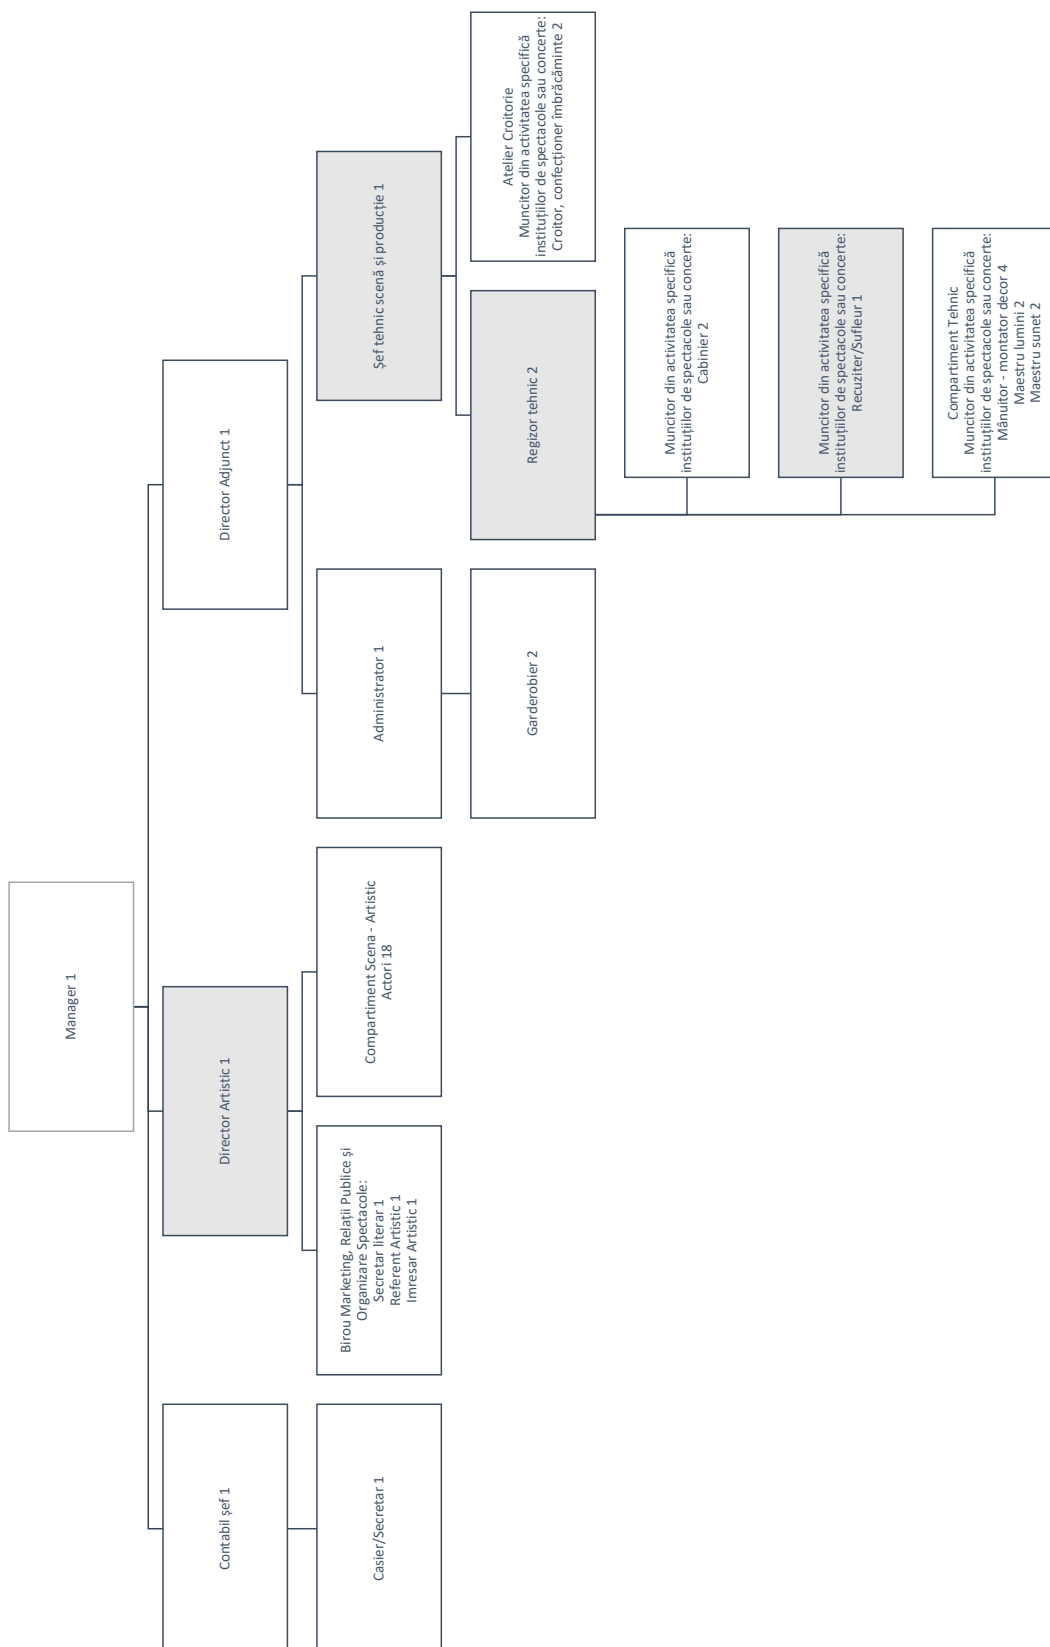 Manager 1
Contabil șef 1
Casier/Secretar 1
Director Artistic 1
Birou Marketing, Relații Publice și
Organizare Spectacole:
Secretar literar 1
Referent Artistic 1
Imresar Artistic 1
Compartiment Scena - Artistic
Actori 18
Director Adjunct 1
Administrator 1
Garderobier 2
Șef tehnic scenă și producție 1
Regizor tehnic 2
Muncitor din activitatea specifică
instituțiilor de spectacole sau concerte:
Cabinier 2
Muncitor din activitatea specifică
instituțiilor de spectacole sau concerte:
Recuziter/Sufleur 1
Compartiment Tehnic
Muncitor din activitatea specifică
instituțiilor de spectacole sau concerte:
Mânuitor - montator decor 4
Maestru lumini 2
Maestru sunet 2
Atelier Croitorie
Muncitor din activitatea specifică
instituțiilor de spectacole sau concerte:
Croitor, confecționer îmbrăcăminte 2